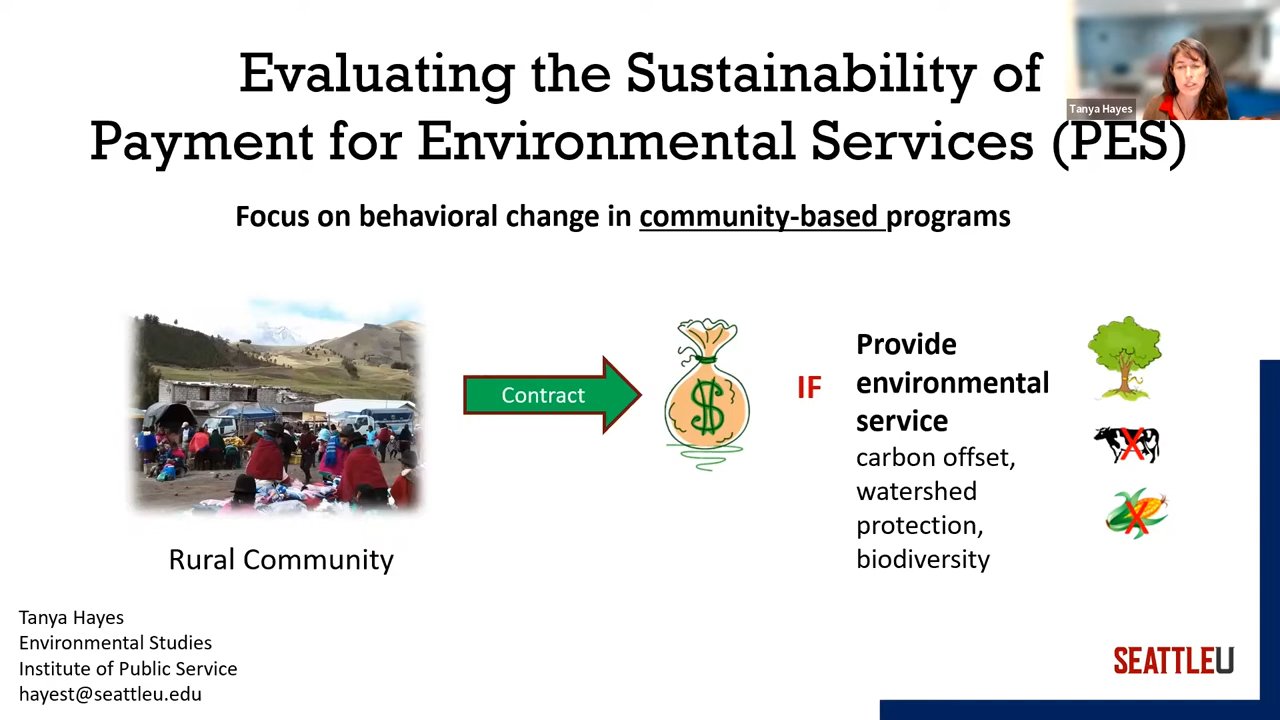 Evaluating the Sustainability of
Payment for Environmental Services (PES)
Tanya Hayes
Focus on behavioral change in community-based programs
Contract
$
IF
Provide
environmental
service
carbon offset,
watershed
protection,
biodiversity
X
X
Rural Community
Tanya Hayes
Environmental Studies
Institute of Public Service
hayest@seattleu.edu
SEATTLEU